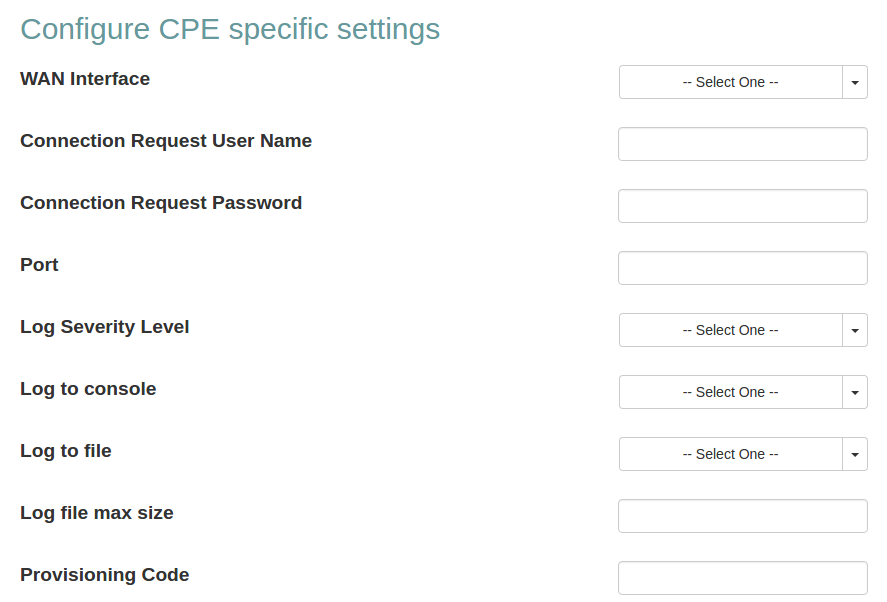 Configure CPE specific settings
WAN Interface -- Select One --
Connection Request User Name
Connection Request Password
Port
Log Severity Level -- Select One --
Log to console -- Select One --
Log to file -- Select One --
Log file max size
Provisioning Code